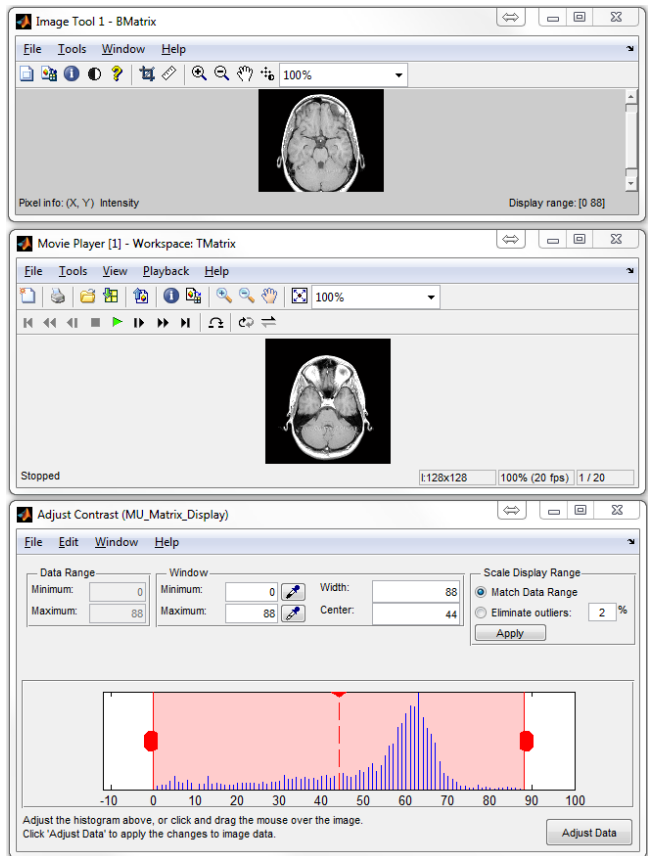 Image Tool 1 - BMatrix
File Tools Window Help
100%
Pixel info: (X, Y) Intensity
Display range: [0 88]
Movie Player [1] - Workspace: TMatrix
File Tools View Playback Help
100%
Stopped
I:128x128
100% (20 fps)
1 / 20
Adjust Contrast (MU_Matrix_Display)
File Edit Window Help
Data Range
Minimum: 0
Maximum: 88
Window
Minimum: 0
Maximum: 88
Width: 88
Center: 44
Scale Display Range
Match Data Range
Eliminate outliers: 2 %
Apply
-10 0 10 20 30 40 50 60 70 80 90 100
Adjust the histogram above, or click and drag the mouse over the image.
Click 'Adjust Data' to apply the changes to image data.
Adjust Data